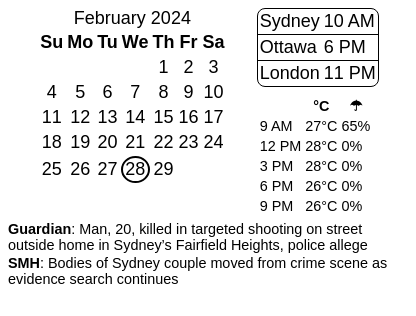 February 2024
Su Mo Tu We Th Fr Sa
1 2 3
4 5 6 7 8 9 10
11 12 13 14 15 16 17
18 19 20 21 22 23 24
25 26 27 28 29
Sydney 10 AM
Ottawa 6 PM
London 11 PM
°C ☂
9 AM 27°C 65%
12 PM 28°C 0%
3 PM 28°C 0%
6 PM 26°C 0%
9 PM 26°C 0%
Guardian: Man, 20, killed in targeted shooting on street
outside home in Sydney’s Fairfield Heights, police allege
SMH: Bodies of Sydney couple moved from crime scene as
evidence search continues